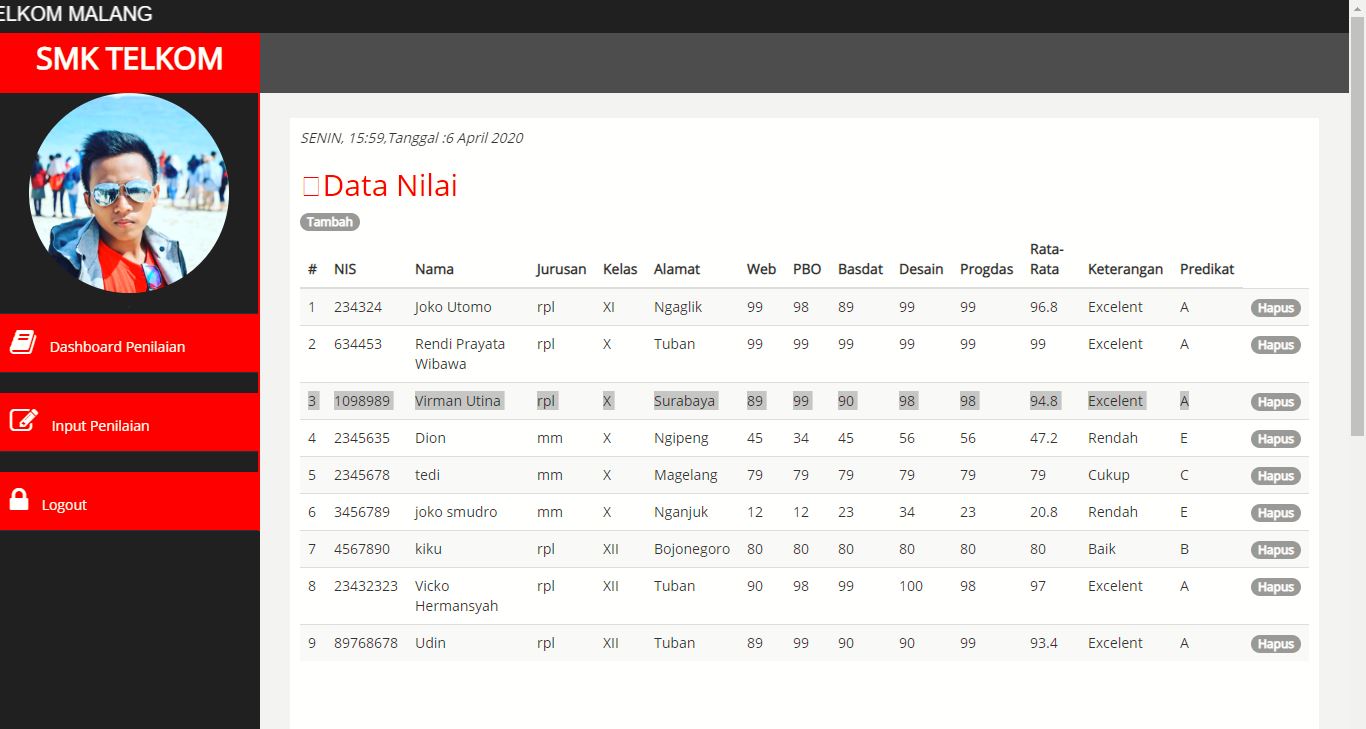 ELKOM MALANG
SMK TELKOM
Dashboard Penilaian
Input Penilaian
Logout
SENIN, 15:59,Tanggal :6 April 2020
Data Nilai
Tambah
# NIS Nama Jurusan Kelas Alamat Web PBO Basdat Desain Progdas Rata-Rata Keterangan Predikat
1 234324 Joko Utomo rpl XI Ngaglik 99 98 89 99 99 96.8 Excelent A Hapus
2 634453 Rendi Prayata Wibawa rpl X Tuban 99 99 99 99 99 99 Excelent A Hapus
3 1098989 Virman Utina rpl X Surabaya 89 99 90 98 98 94.8 Excelent A Hapus
4 2345635 Dion mm X Ngipeng 45 34 45 56 56 47.2 Rendah E Hapus
5 2345678 tedi mm X Magelang 79 79 79 79 79 79 Cukup C Hapus
6 3456789 joko smudro mm X Nganjuk 12 12 23 34 23 20.8 Rendah E Hapus
7 4567890 kiku rpl XII Bojonegoro 80 80 80 80 80 80 Baik B Hapus
8 23432323 Vicko Hermansyah rpl XII Tuban 90 98 99 100 98 97 Excelent A Hapus
9 89768678 Udin rpl XII Tuban 89 99 90 90 99 93.4 Excelent A Hapus